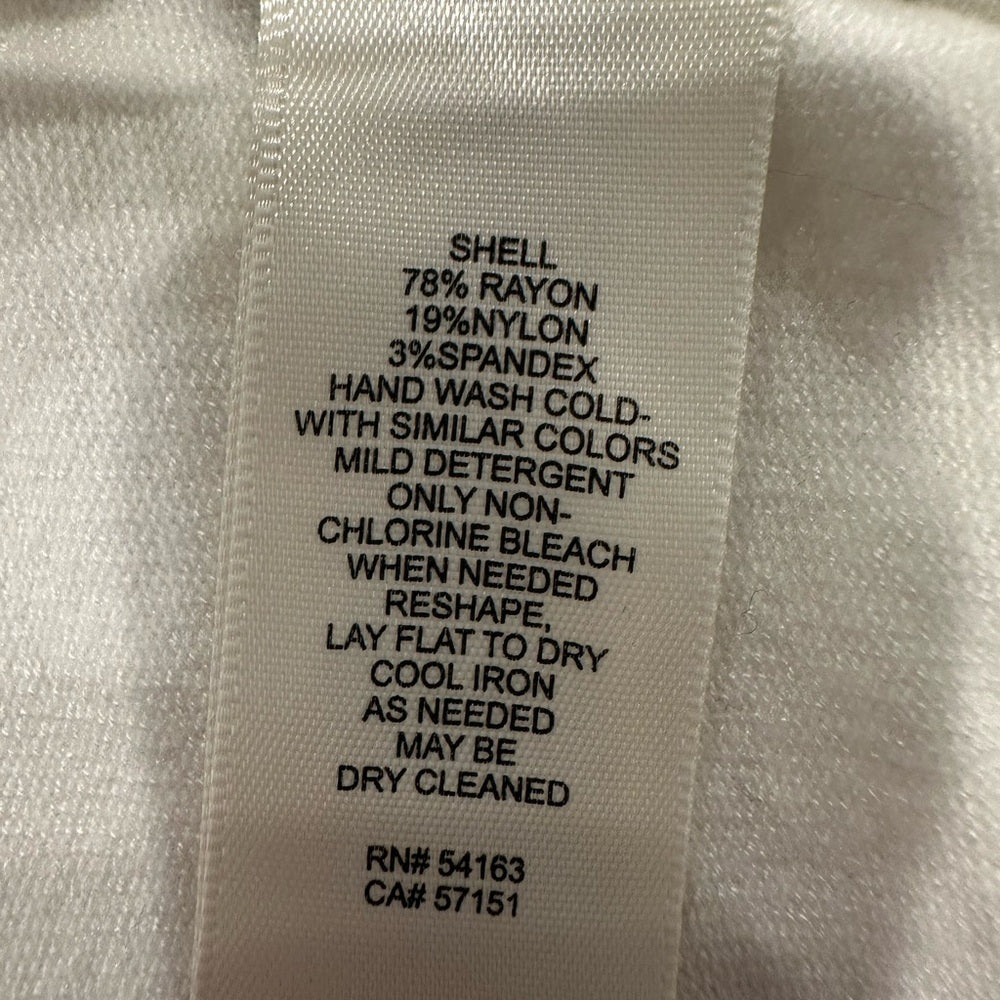 SHELL
78% RAYON
19%NYLON
3%SPANDEX
HAND WASH COLD-
WITH SIMILAR COLORS
MILD DETERGENT
ONLY NON-
CHLORINE BLEACH
WHEN NEEDED
RESHAPE,
LAY FLAT TO DRY
COOL IRON
AS NEEDED
MAY BE
DRY CLEANED
RN# 54163
CA# 57151